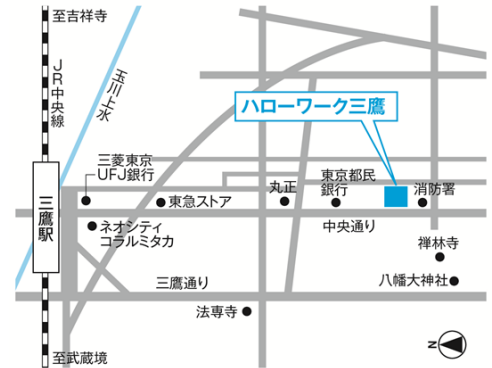 至吉祥寺
JR中央線
玉川上水
ハローワーク三鷹
三菱東京
UFJ銀行
東急ストア
丸正
東京都民
銀行
消防署
三鷹駅
ネオシティ
コラルミタカ
中央通り
禅林寺
三鷹通り
八幡大神社
法専寺
至武蔵境
N